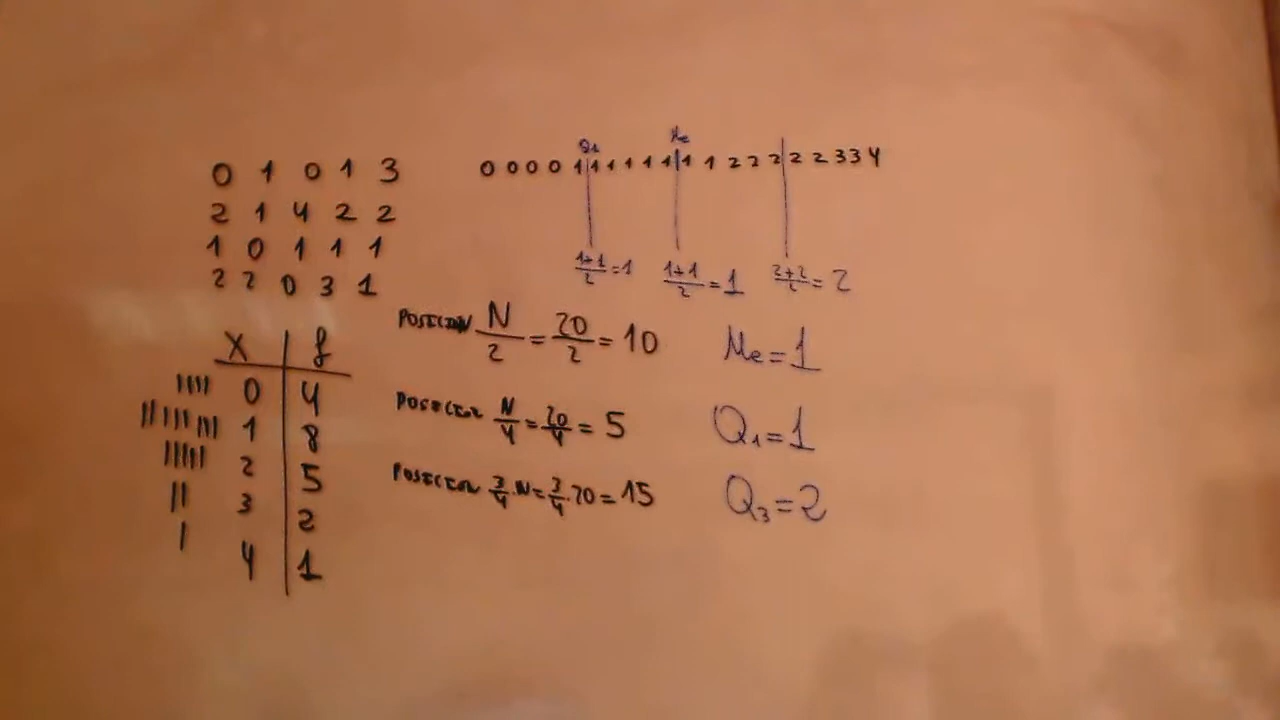 0 1 0 1 3
2 1 4 2 2
1 0 1 1 1
2 2 0 3 1
X f
0 4
1 8
2 5
3 2
4 1
Q1 Me
0 0 0 0 1 1 1 1 1 1 1 1 2 2 2 2 2 3 3 4
1+1/2=1 1+1/2=1 2+2/2=2
POSICION N/2=20/2=10 Me=1
POSICION N/4=20/4=5 Q1=1
POSICION 3/4·N=3/4·20=15 Q3=2